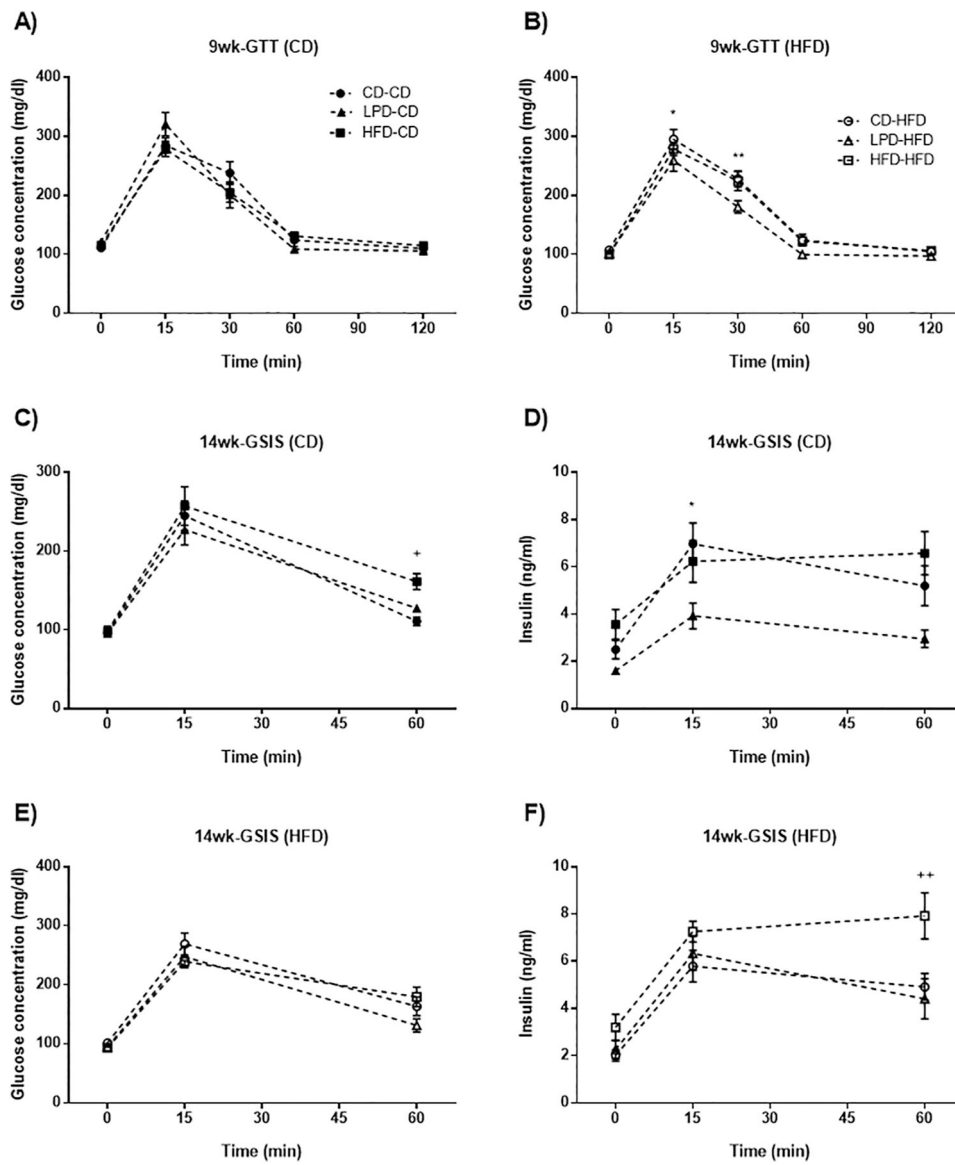 A)
9wk-GTT (CD)
Glucose concentration (mg/dl)
400
300
200
100
0
CD-CD
LPD-CD
HFD-CD
0 15 30 60 90 120
Time (min)
B)
9wk-GTT (HFD)
Glucose concentration (mg/dl)
400
300
200
100
0
*
**
CD-HFD
LPD-HFD
HFD-HFD
0 15 30 60 90 120
Time (min)
C)
14wk-GSIS (CD)
Glucose concentration (mg/dl)
300
200
100
0
+
0 15 30 45 60
Time (min)
D)
14wk-GSIS (CD)
Insulin (ng/ml)
10
8
6
4
2
0
*
0 15 30 45 60
Time (min)
E)
14wk-GSIS (HFD)
Glucose concentration (mg/dl)
400
300
200
100
0
0 15 30 45 60
Time (min)
F)
14wk-GSIS (HFD)
Insulin (ng/ml)
10
8
6
4
2
0
++
0 15 30 45 60
Time (min)